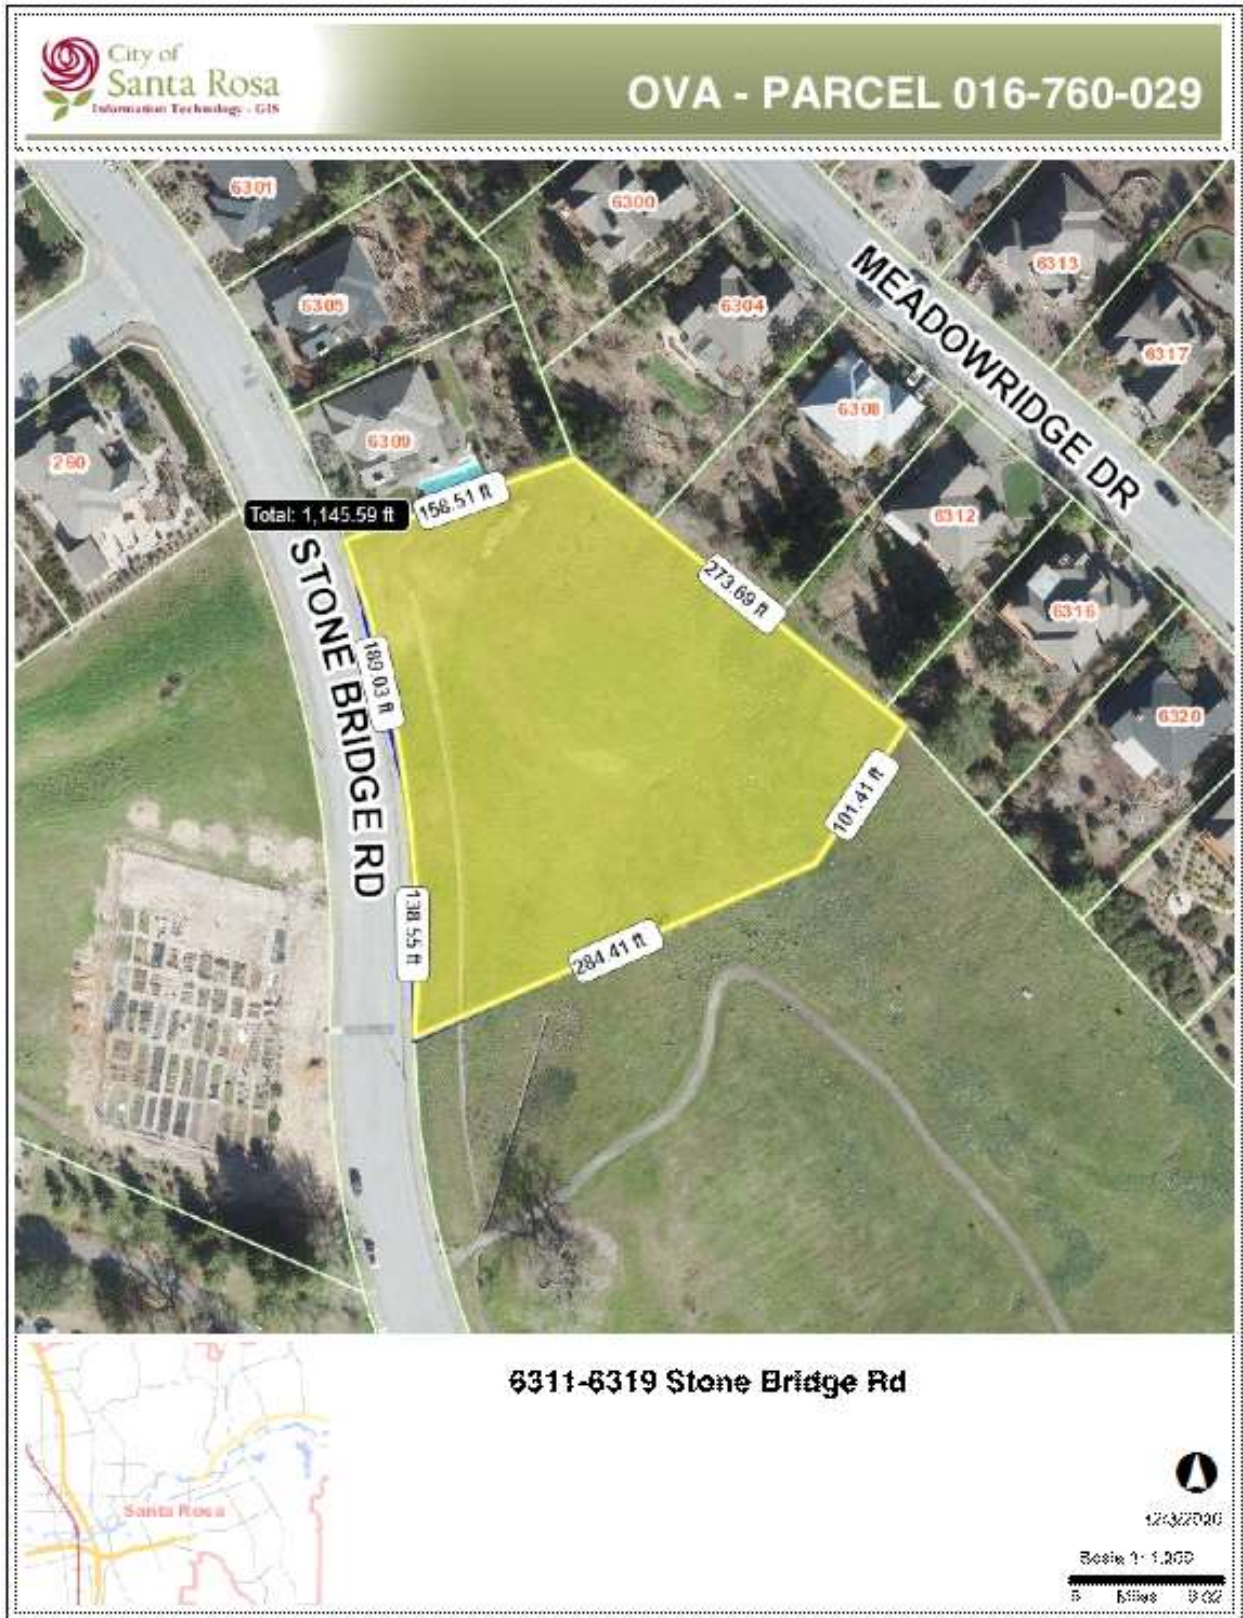 City of
Santa Rosa
Information Technology - GIS
OVA - PARCEL 016-760-029
6301
6300
6305
6304
6313
MEADOWRIDGE DR
6317
6309
6308
260
Total: 1,145.59 ft
158.51 ft
6312
STONE BRIDGE RD
273.69 ft
6316
189.03 ft
6320
101.41 ft
138.55 ft
284.41 ft
6311-6319 Stone Bridge Rd
Santa Rosa
Miles